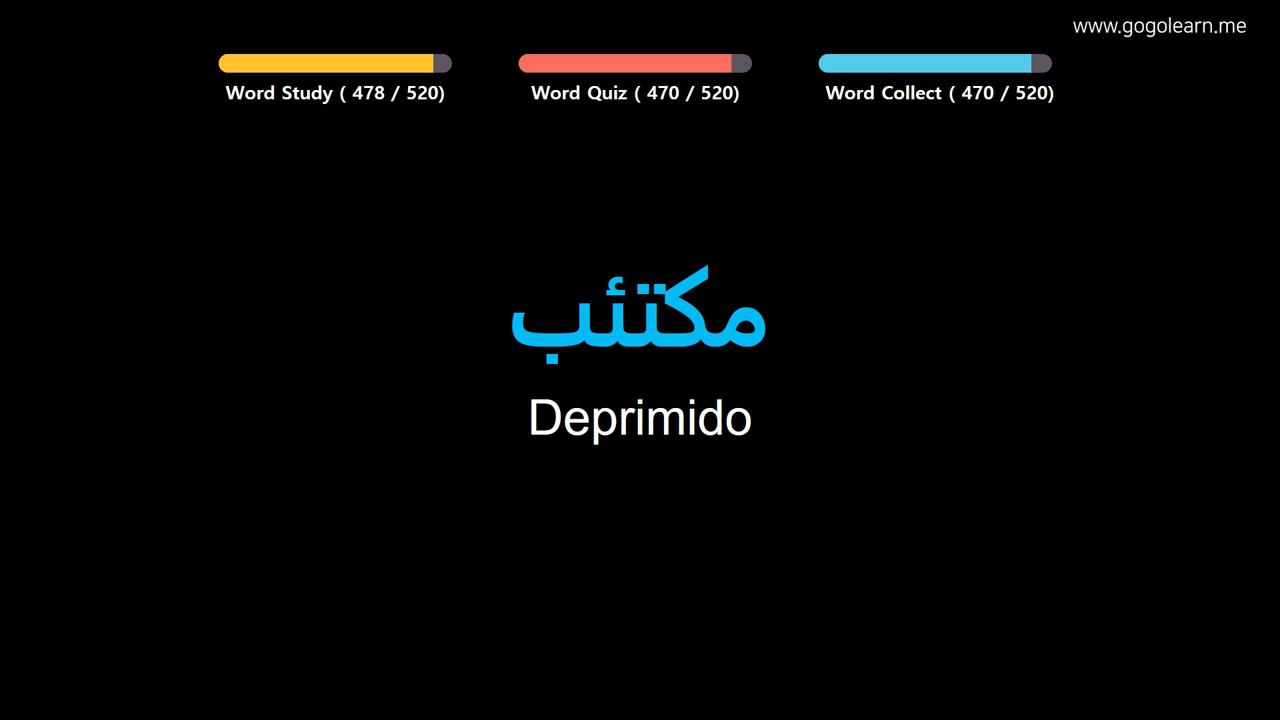 www.gogolearn.me
Word Study ( 478 / 520)
Word Quiz ( 470 / 520)
Word Collect ( 470 / 520)
مكتئب
Deprimido